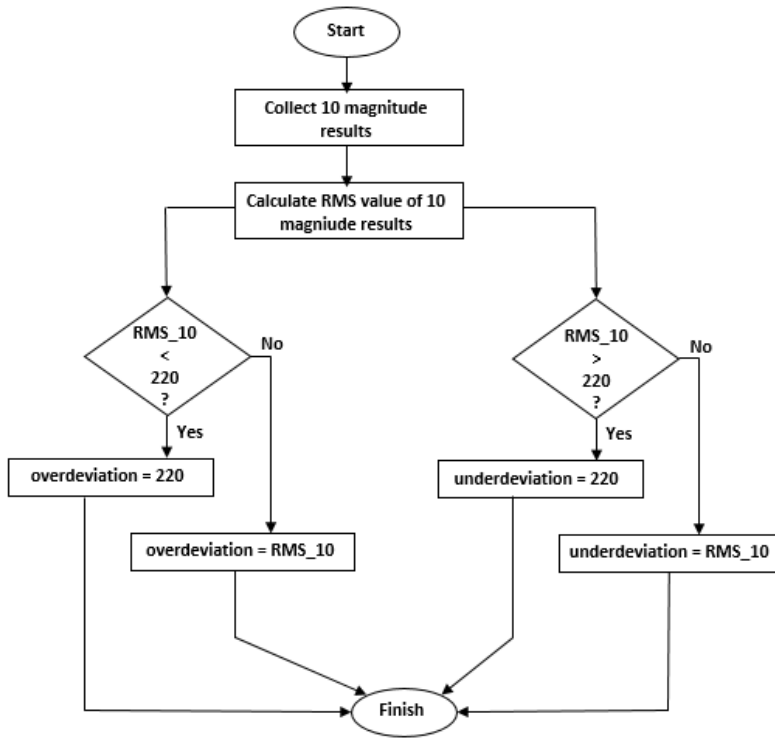 Start
Collect 10 magnitude
results
Calculate RMS value of 10
magniude results
RMS_10
<
220
?
No
Yes
RMS_10
>
220
?
No
Yes
overdeviation = 220
underdeviation = 220
overdeviation = RMS_10
underdeviation = RMS_10
Finish